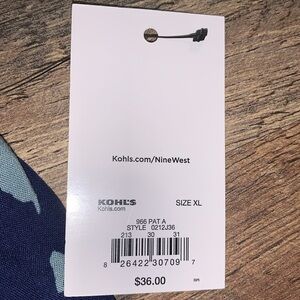 Kohls.com/NineWest
KOHL'S
Kohls.com
SIZE XL
966 PAT A
STYLE 0212J36
213 30 31
8 26422 30709 7
$36.00